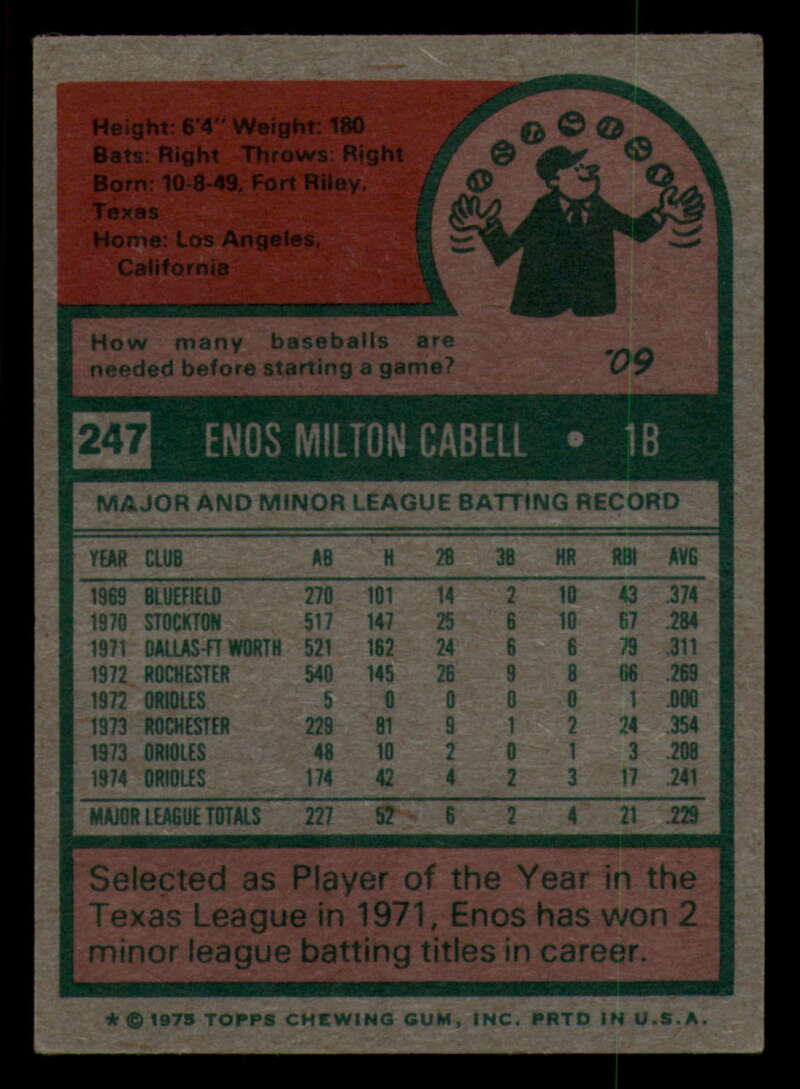 Height: 6'4" Weight: 180
Bats: Right Throws: Right
Born: 10-8-49, Fort Riley,
Texas
Home: Los Angeles,
California
How many baseballs are
needed before starting a game?
'09
247 ENOS MILTON CABELL • 1B
MAJOR AND MINOR LEAGUE BATTING RECORD
YEAR CLUB AB H 2B 3B HR RBI AVG
1969 BLUEFIELD 270 101 14 2 10 43 .374
1970 STOCKTON 517 147 25 6 10 67 .284
1971 DALLAS-FT WORTH 521 162 24 6 6 79 .311
1972 ROCHESTER 540 145 26 9 8 66 .269
1972 ORIOLES 5 0 0 0 0 1 .000
1973 ROCHESTER 229 81 9 1 2 24 .354
1973 ORIOLES 48 10 2 0 1 3 .208
1974 ORIOLES 174 42 4 2 3 17 .241
MAJOR LEAGUE TOTALS 227 52 6 2 4 21 .229
Selected as Player of the Year in the
Texas League in 1971, Enos has won 2
minor league batting titles in career.
* © 1975 TOPPS CHEWING GUM, INC. PRTD IN U.S.A.